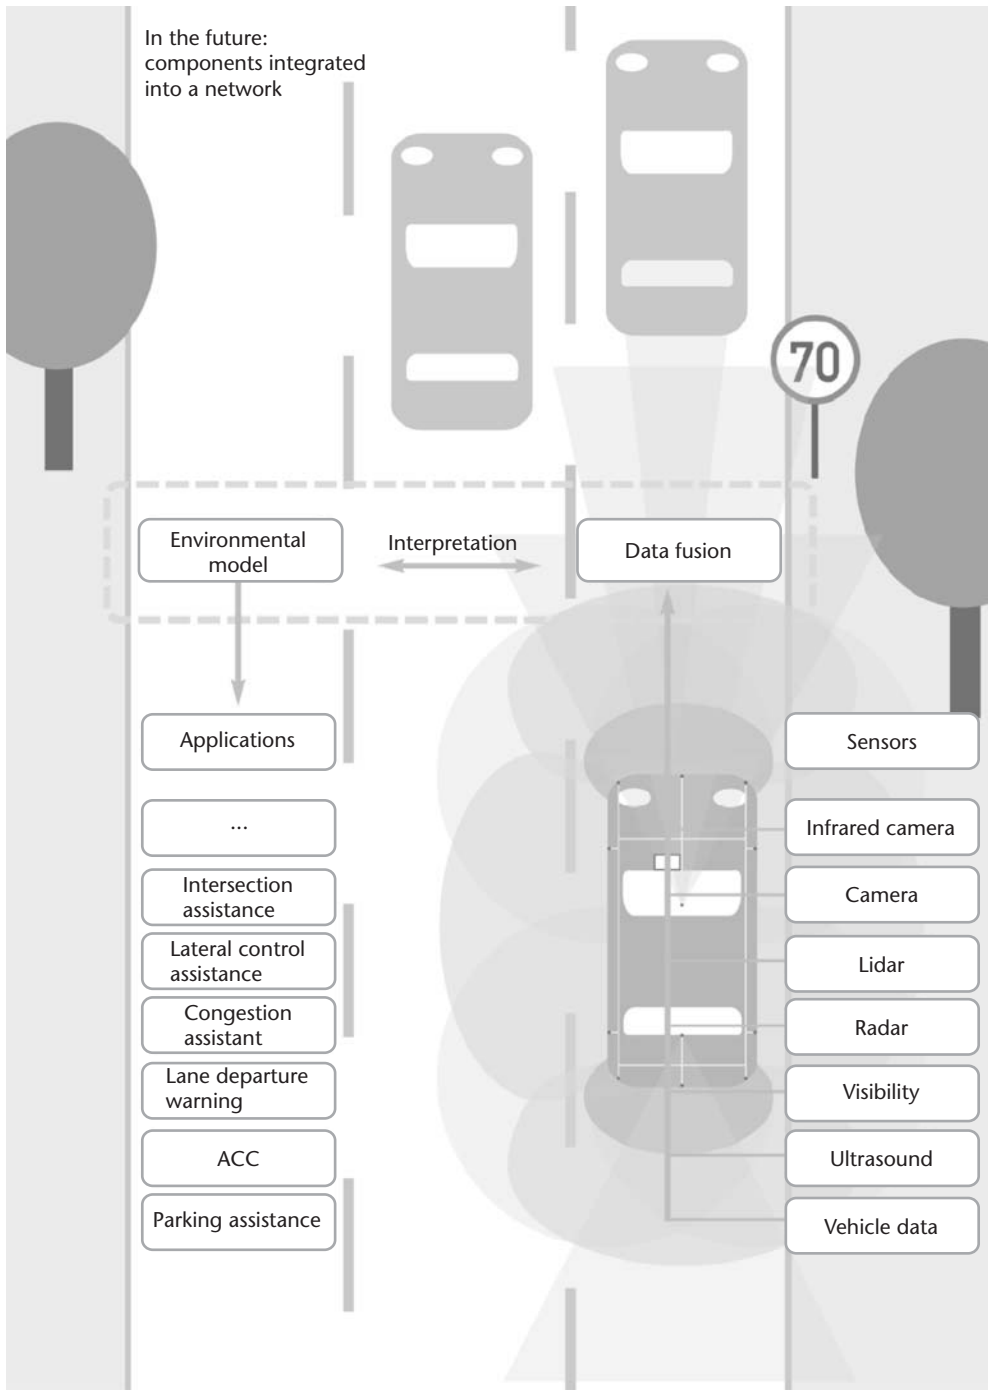 In the future:
components integrated
into a network
70
Environmental
model
Interpretation
Data fusion
Applications
...
Intersection
assistance
Lateral control
assistance
Congestion
assistant
Lane departure
warning
ACC
Parking assistance
Sensors
Infrared camera
Camera
Lidar
Radar
Visibility
Ultrasound
Vehicle data